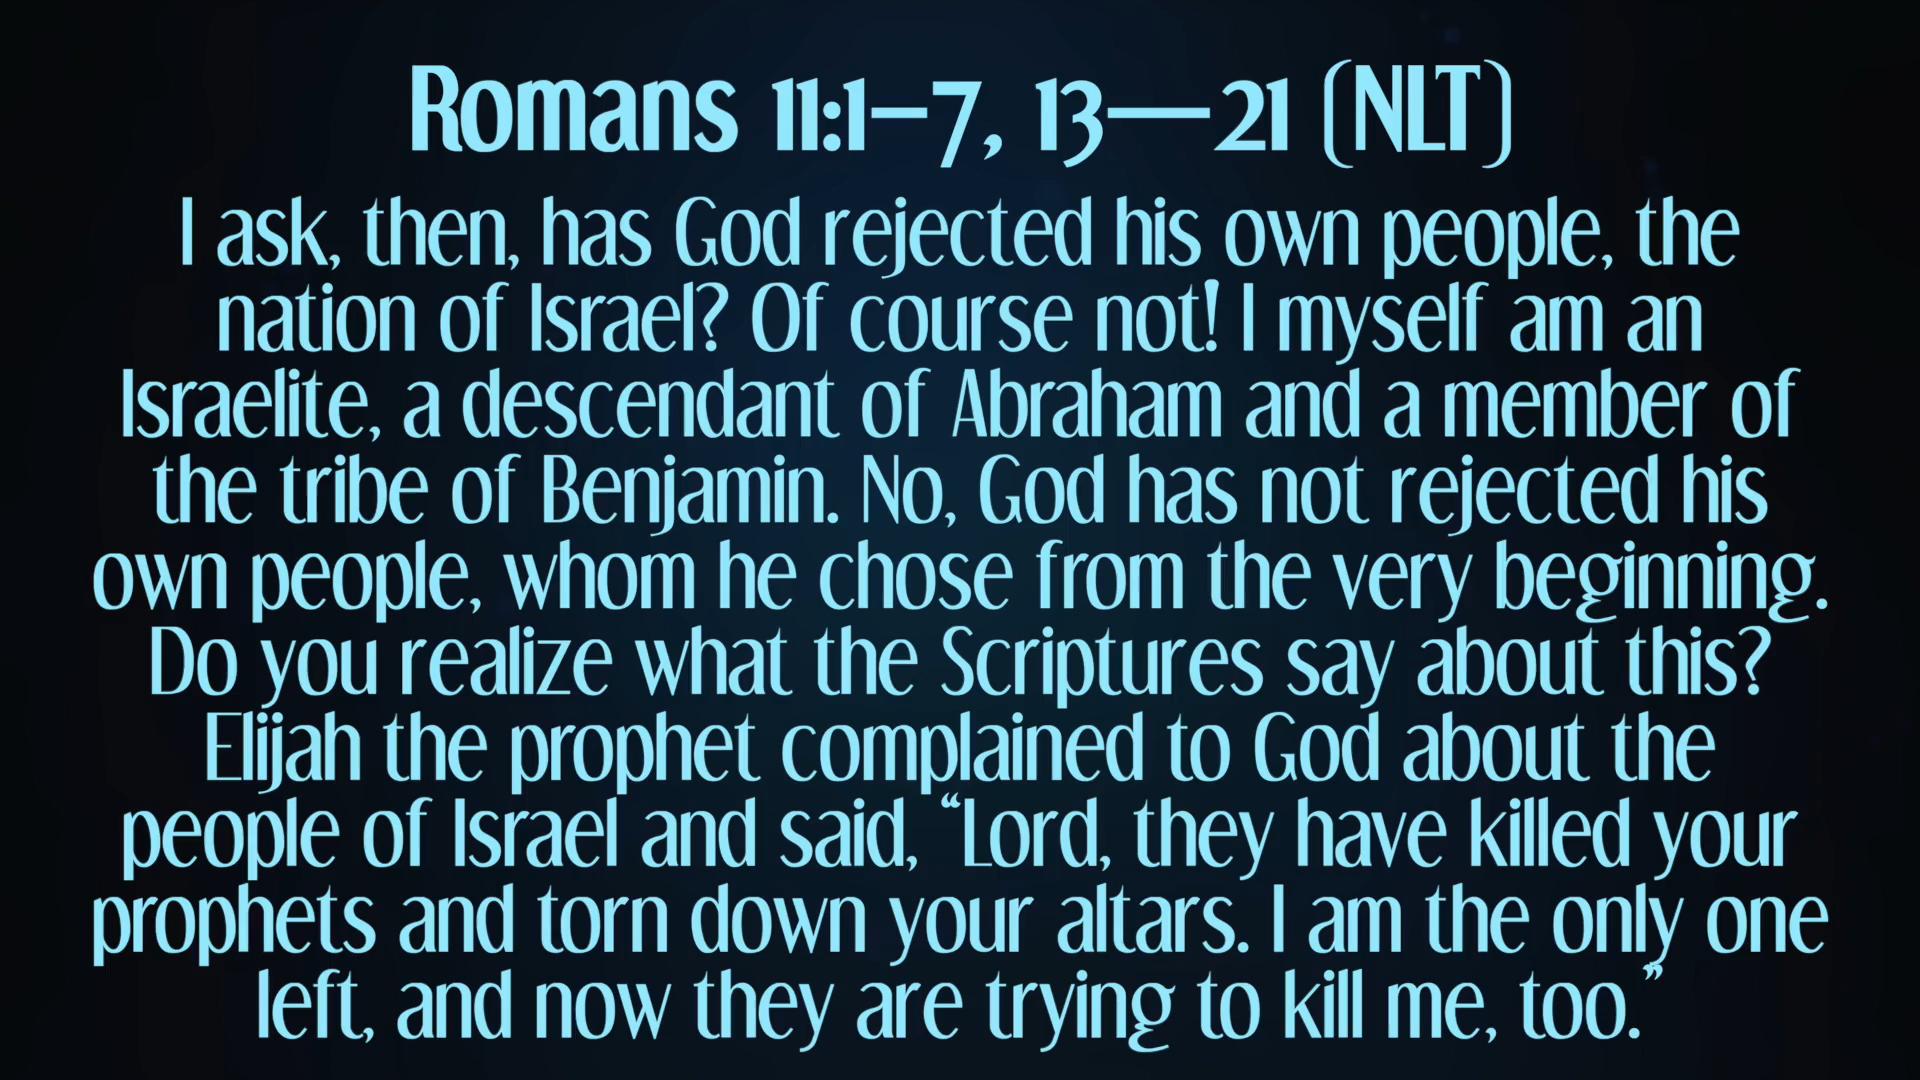 Romans 11:1–7, 13—21 (NLT)
I ask, then, has God rejected his own people, the
nation of Israel? Of course not! I myself am an
Israelite, a descendant of Abraham and a member of
the tribe of Benjamin. No, God has not rejected his
own people, whom he chose from the very beginning.
Do you realize what the Scriptures say about this?
Elijah the prophet complained to God about the
people of Israel and said, “Lord, they have killed your
prophets and torn down your altars. I am the only one
left, and now they are trying to kill me, too.”